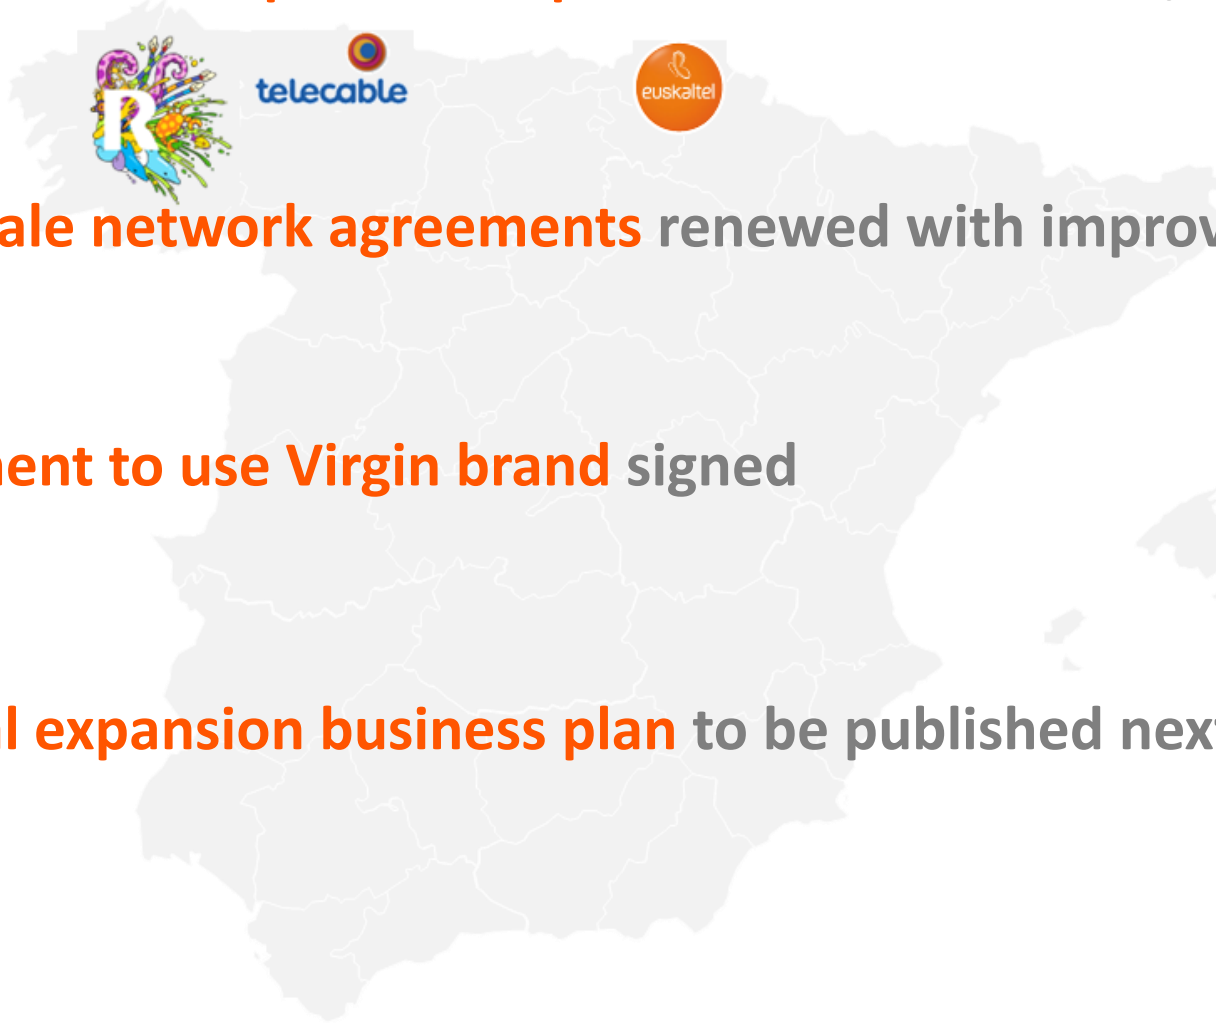 R
telecable
euskaltel
ale network agreements renewed with improv
ent to use Virgin brand signed
l expansion business plan to be published next